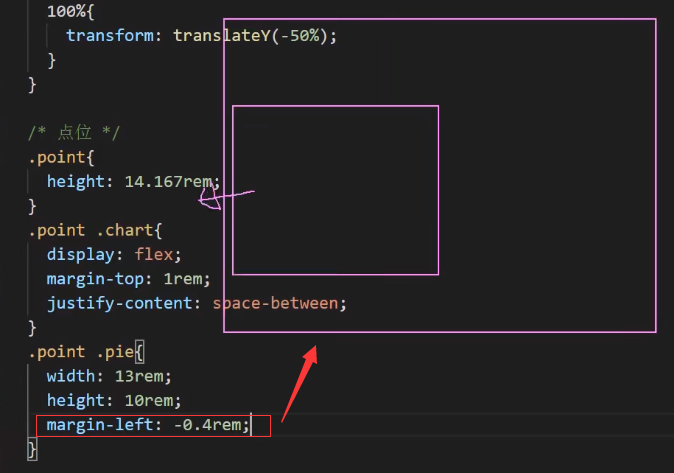 100%{
transform: translateY(-50%);
}
}
/* 点位 */
.point{
height: 14.167rem;
}
.point .chart{
display: flex;
margin-top: 1rem;
justify-content: space-between;
}
.point .pie{
width: 13rem;
height: 10rem;
margin-left: -0.4rem;
}